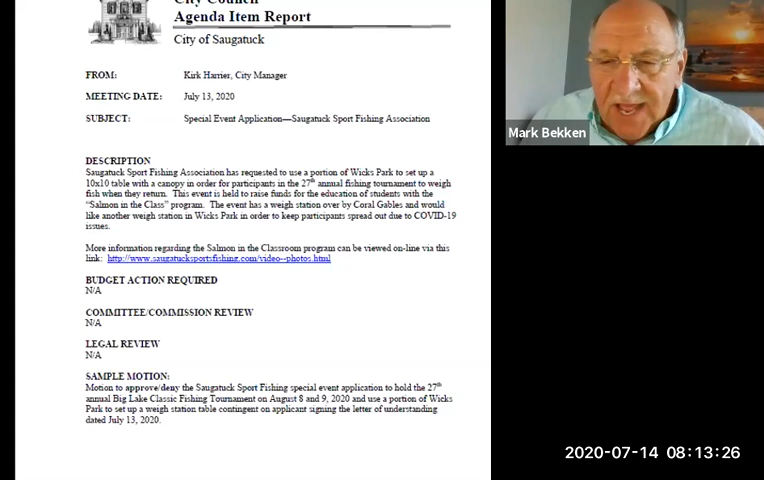 City Council
Agenda Item Report
City of Saugatuck
FROM: Kirk Harrier, City Manager
MEETING DATE: July 13, 2020
SUBJECT: Special Event Application—Saugatuck Sport Fishing Association
DESCRIPTION
Saugatuck Sport Fishing Association has requested to use a portion of Wicks Park to set up a
10x10 table with a canopy in order for participants in the 27th annual fishing tournament to weigh
fish when they return. This event is held to raise funds for the education of students with the
“Salmon in the Class” program. The event has a weigh station over by Coral Gables and would
like another weigh station in Wicks Park in order to keep participants spread out due to COVID-19
issues.
More information regarding the Salmon in the Classroom program can be viewed on-line via this
link: http://www.saugatucksportsfishing.com/video--photos.html
BUDGET ACTION REQUIRED
N/A
COMMITTEE/COMMISSION REVIEW
N/A
LEGAL REVIEW
N/A
SAMPLE MOTION:
Motion to approve/deny the Saugatuck Sport Fishing special event application to hold the 27th
annual Big Lake Classic Fishing Tournament on August 8 and 9, 2020 and use a portion of Wicks
Park to set up a weigh station table contingent on applicant signing the letter of understanding
dated July 13, 2020.
Mark Bekken
2020-07-14 08:13:26